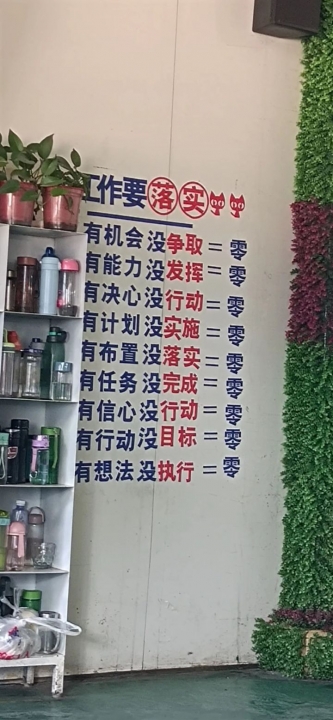 工作要落实
有机会没争取=零
有能力没发挥=零
有决心没行动=零
有计划没实施=零
有布置没落实=零
有任务没完成=零
有信心没行动=零
有行动没目标=零
有想法没执行=零